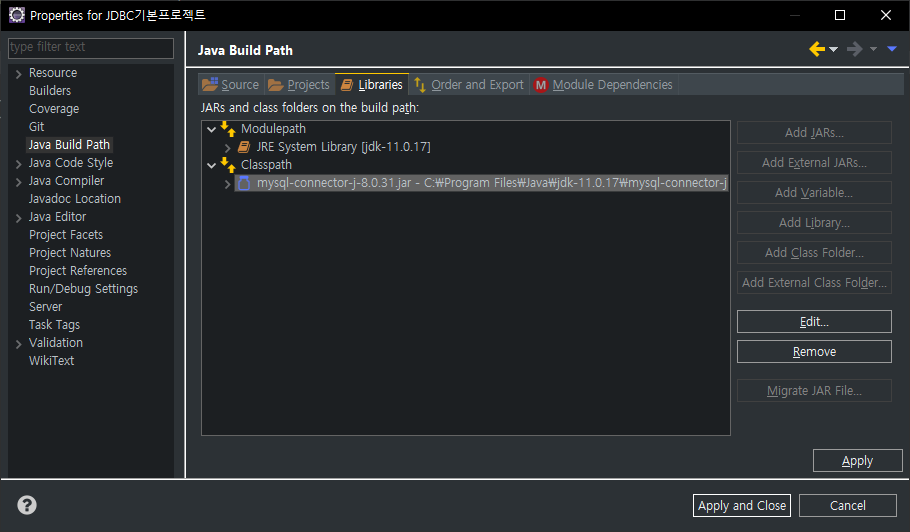 Properties for JDBC기본프로젝트
type filter text
Resource
Builders
Coverage
Git
Java Build Path
Java Code Style
Java Compiler
Javadoc Location
Java Editor
Project Facets
Project Natures
Project References
Run/Debug Settings
Server
Task Tags
Validation
WikiText
Java Build Path
Source Projects Libraries Order and Export M Module Dependencies
JARs and class folders on the build path:
Modulepath
JRE System Library [jdk-11.0.17]
Classpath
mysql-connector-j-8.0.31.jar - C:₩Program Files₩Java₩jdk-11.0.17₩mysql-connector-j
Add JARs...
Add External JARs...
Add Variable...
Add Library...
Add Class Folder...
Add External Class Folder...
Edit...
Remove
Migrate JAR File...
Apply
?
Apply and Close Cancel